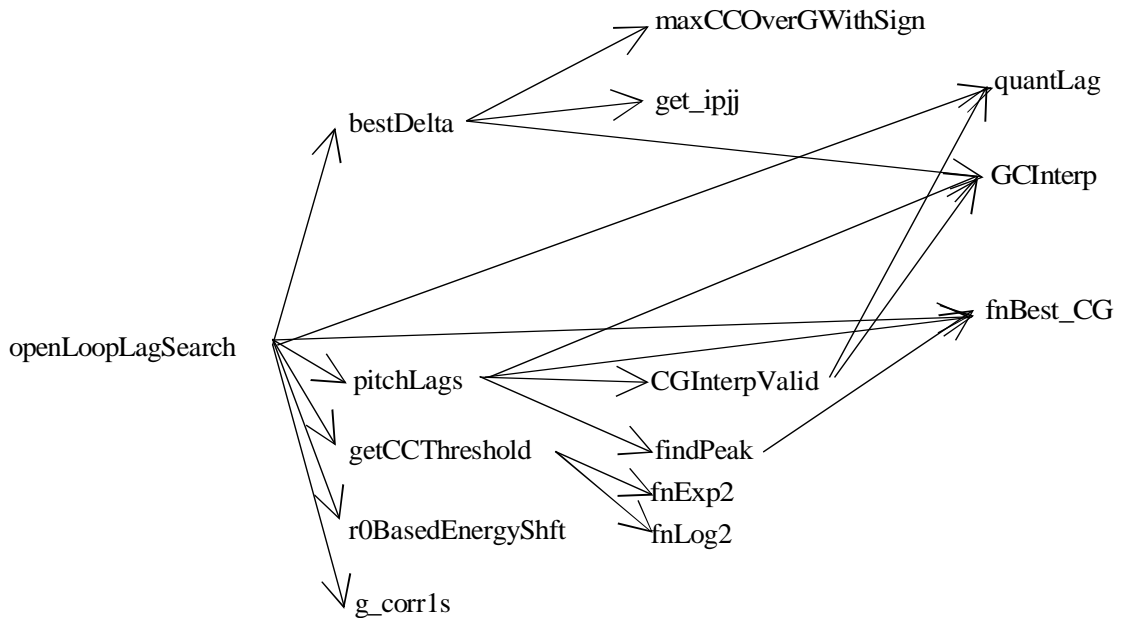 maxCCOverGWithSign
quantLag
get_ipjj
bestDelta
GCInterp
fnBest_CG
openLoopLagSearch
pitchLags
CGInterpValid
getCCThreshold
findPeak
fnExp2
r0BasedEnergyShft
fnLog2
g_corr1s